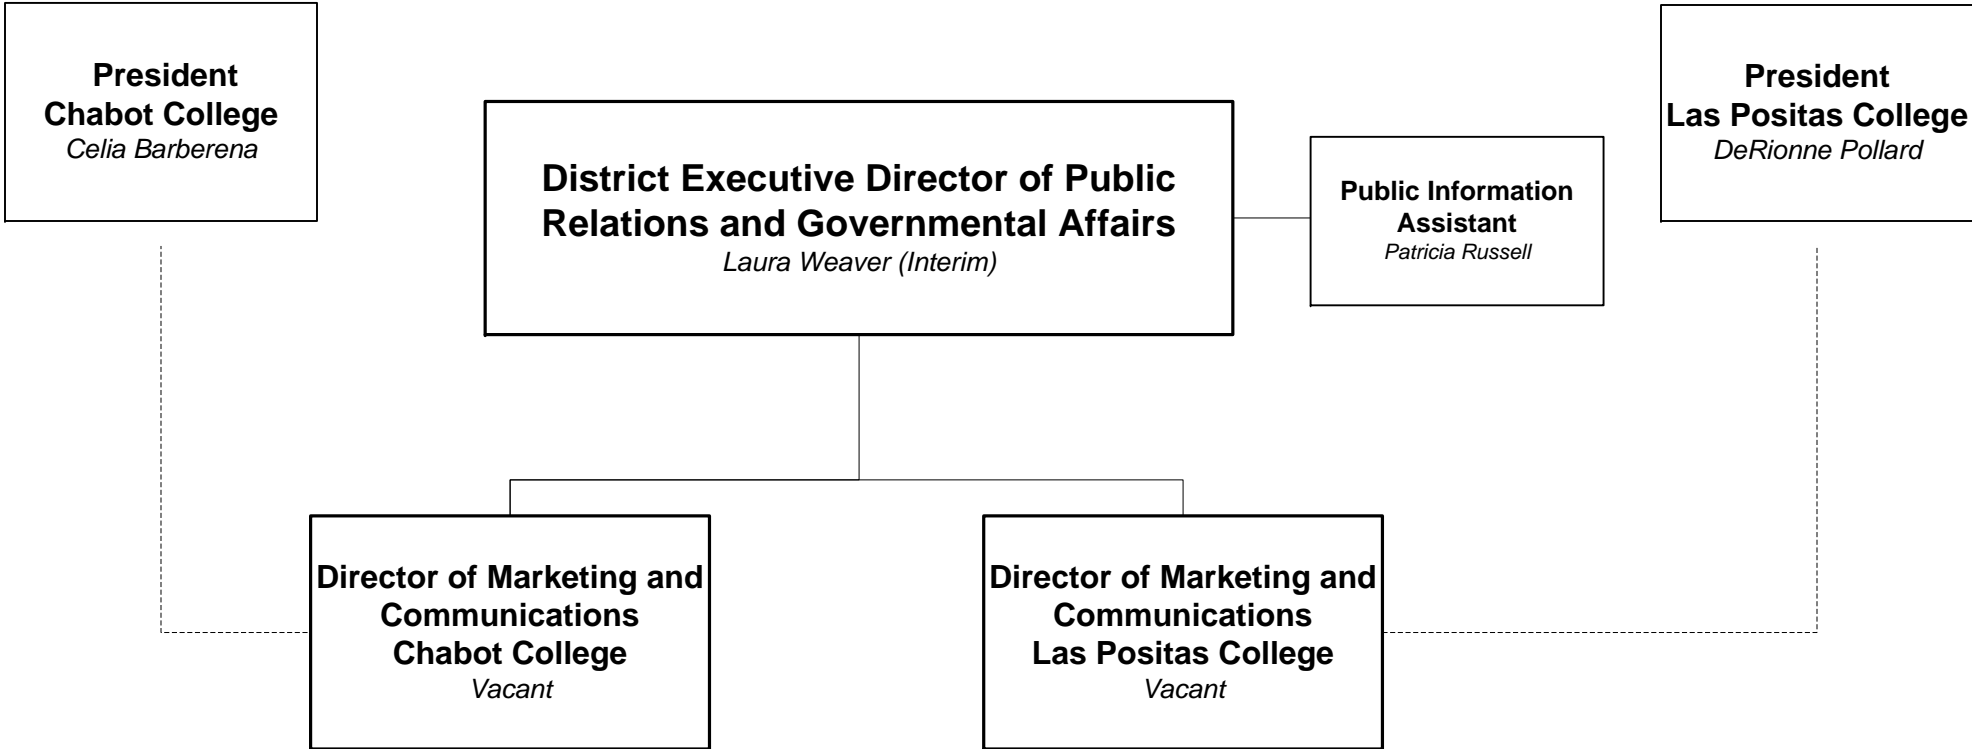 President
Chabot College
Celia Barberena
District Executive Director of Public
Relations and Governmental Affairs
Laura Weaver (Interim)
Public Information
Assistant
Patricia Russell
President
Las Positas College
DeRionne Pollard
Director of Marketing and
Communications
Chabot College
Vacant
Director of Marketing and
Communications
Las Positas College
Vacant